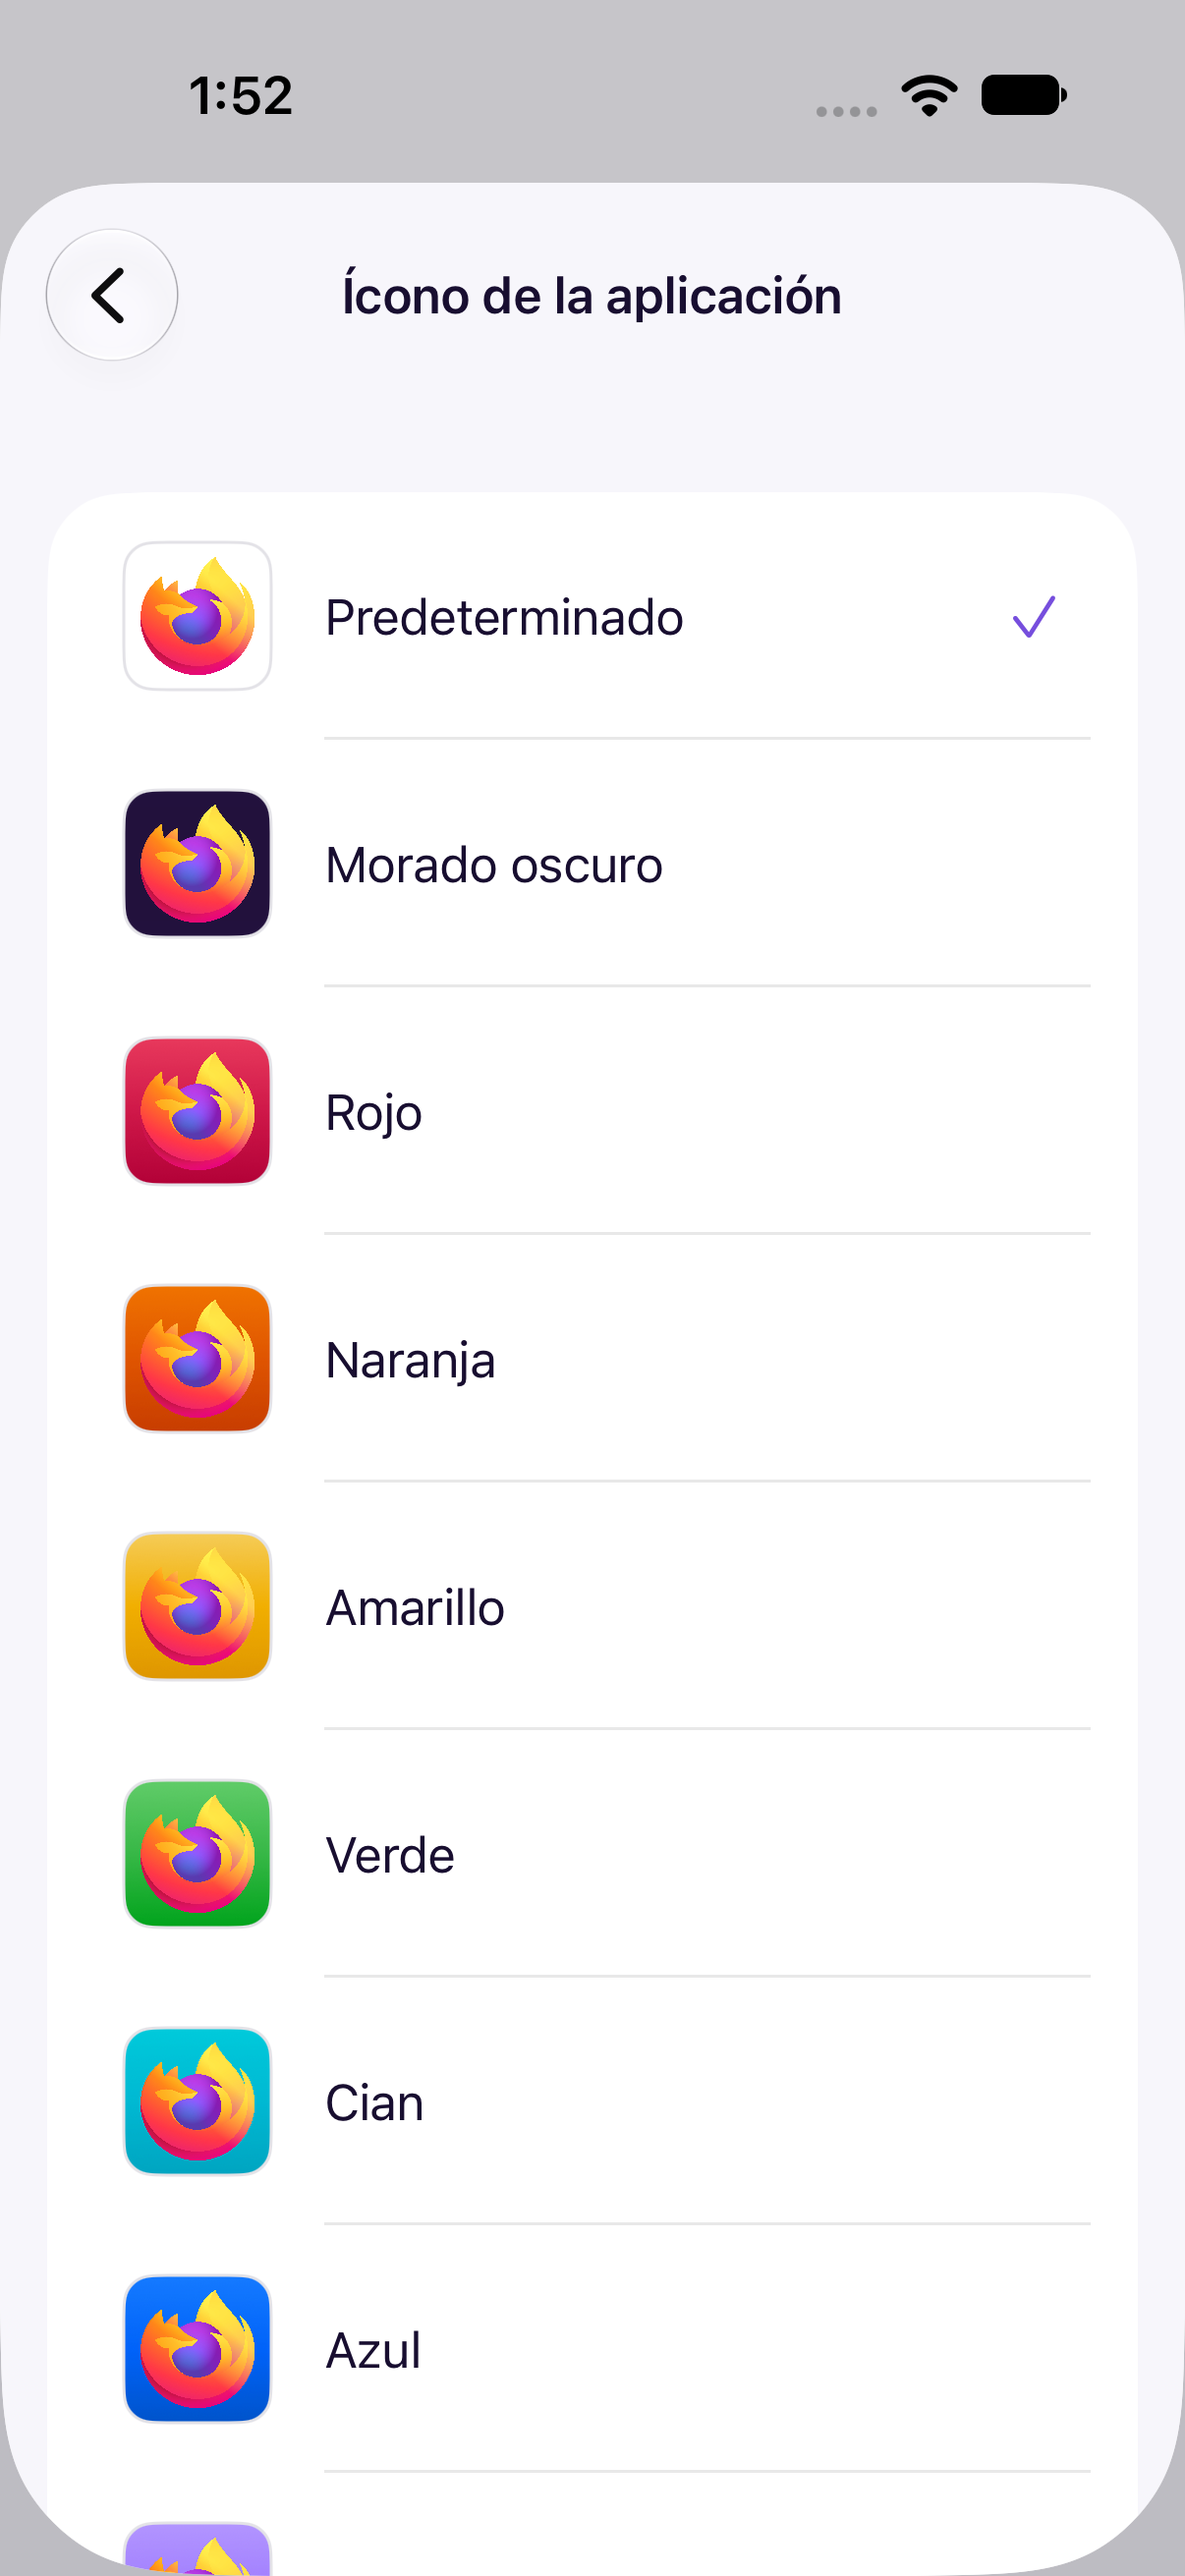 1:52
Ícono de la aplicación
Predeterminado
Morado oscuro
Rojo
Naranja
Amarillo
Verde
Cian
Azul